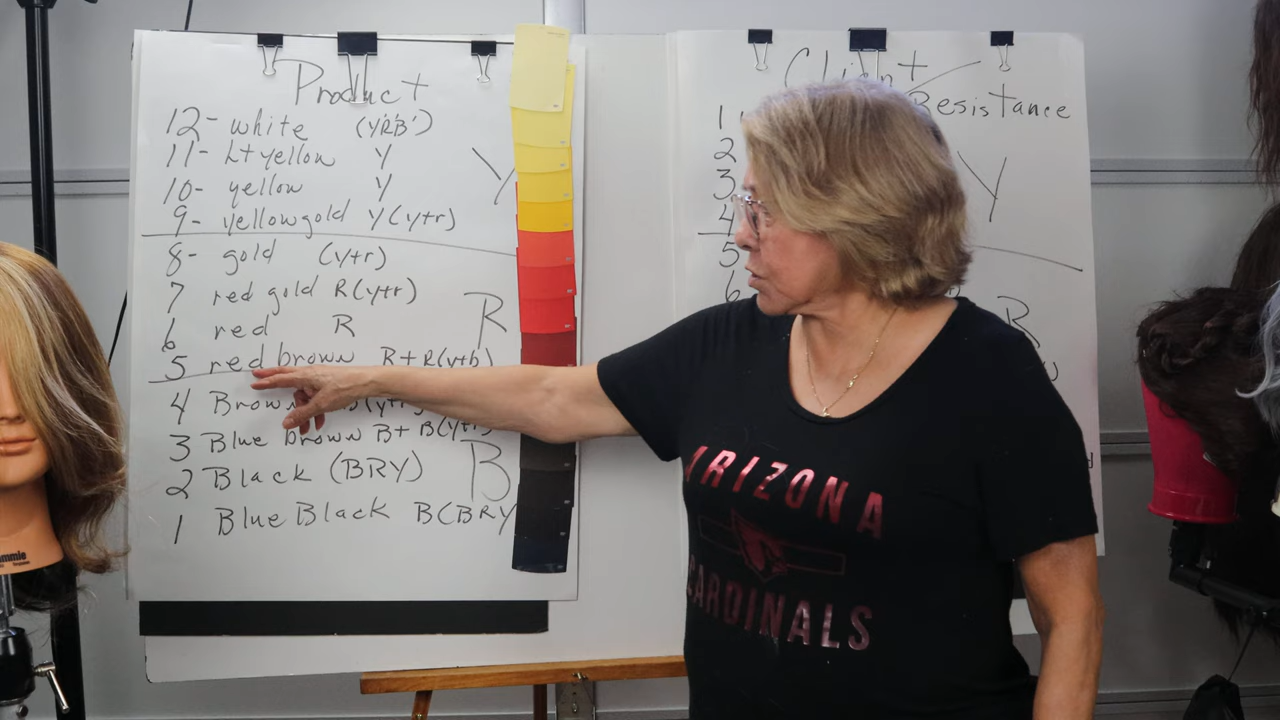 Product
12- white (Y'R'B')
11- Lt yellow Y
10- yellow Y
Y
9- yellow gold Y(y+r)
8- gold (y+r)
7 red gold R(y+r)
6 red R
R
5 red brown R+R(y+b)
4 Brown
3 Blue brown B+B(y+r)
2 Black (BRY)
B
1 Blue Black B(BRY
Client
Resistance
1
2
3
4
Y
5
6
R
ARIZONA
CARDINALS